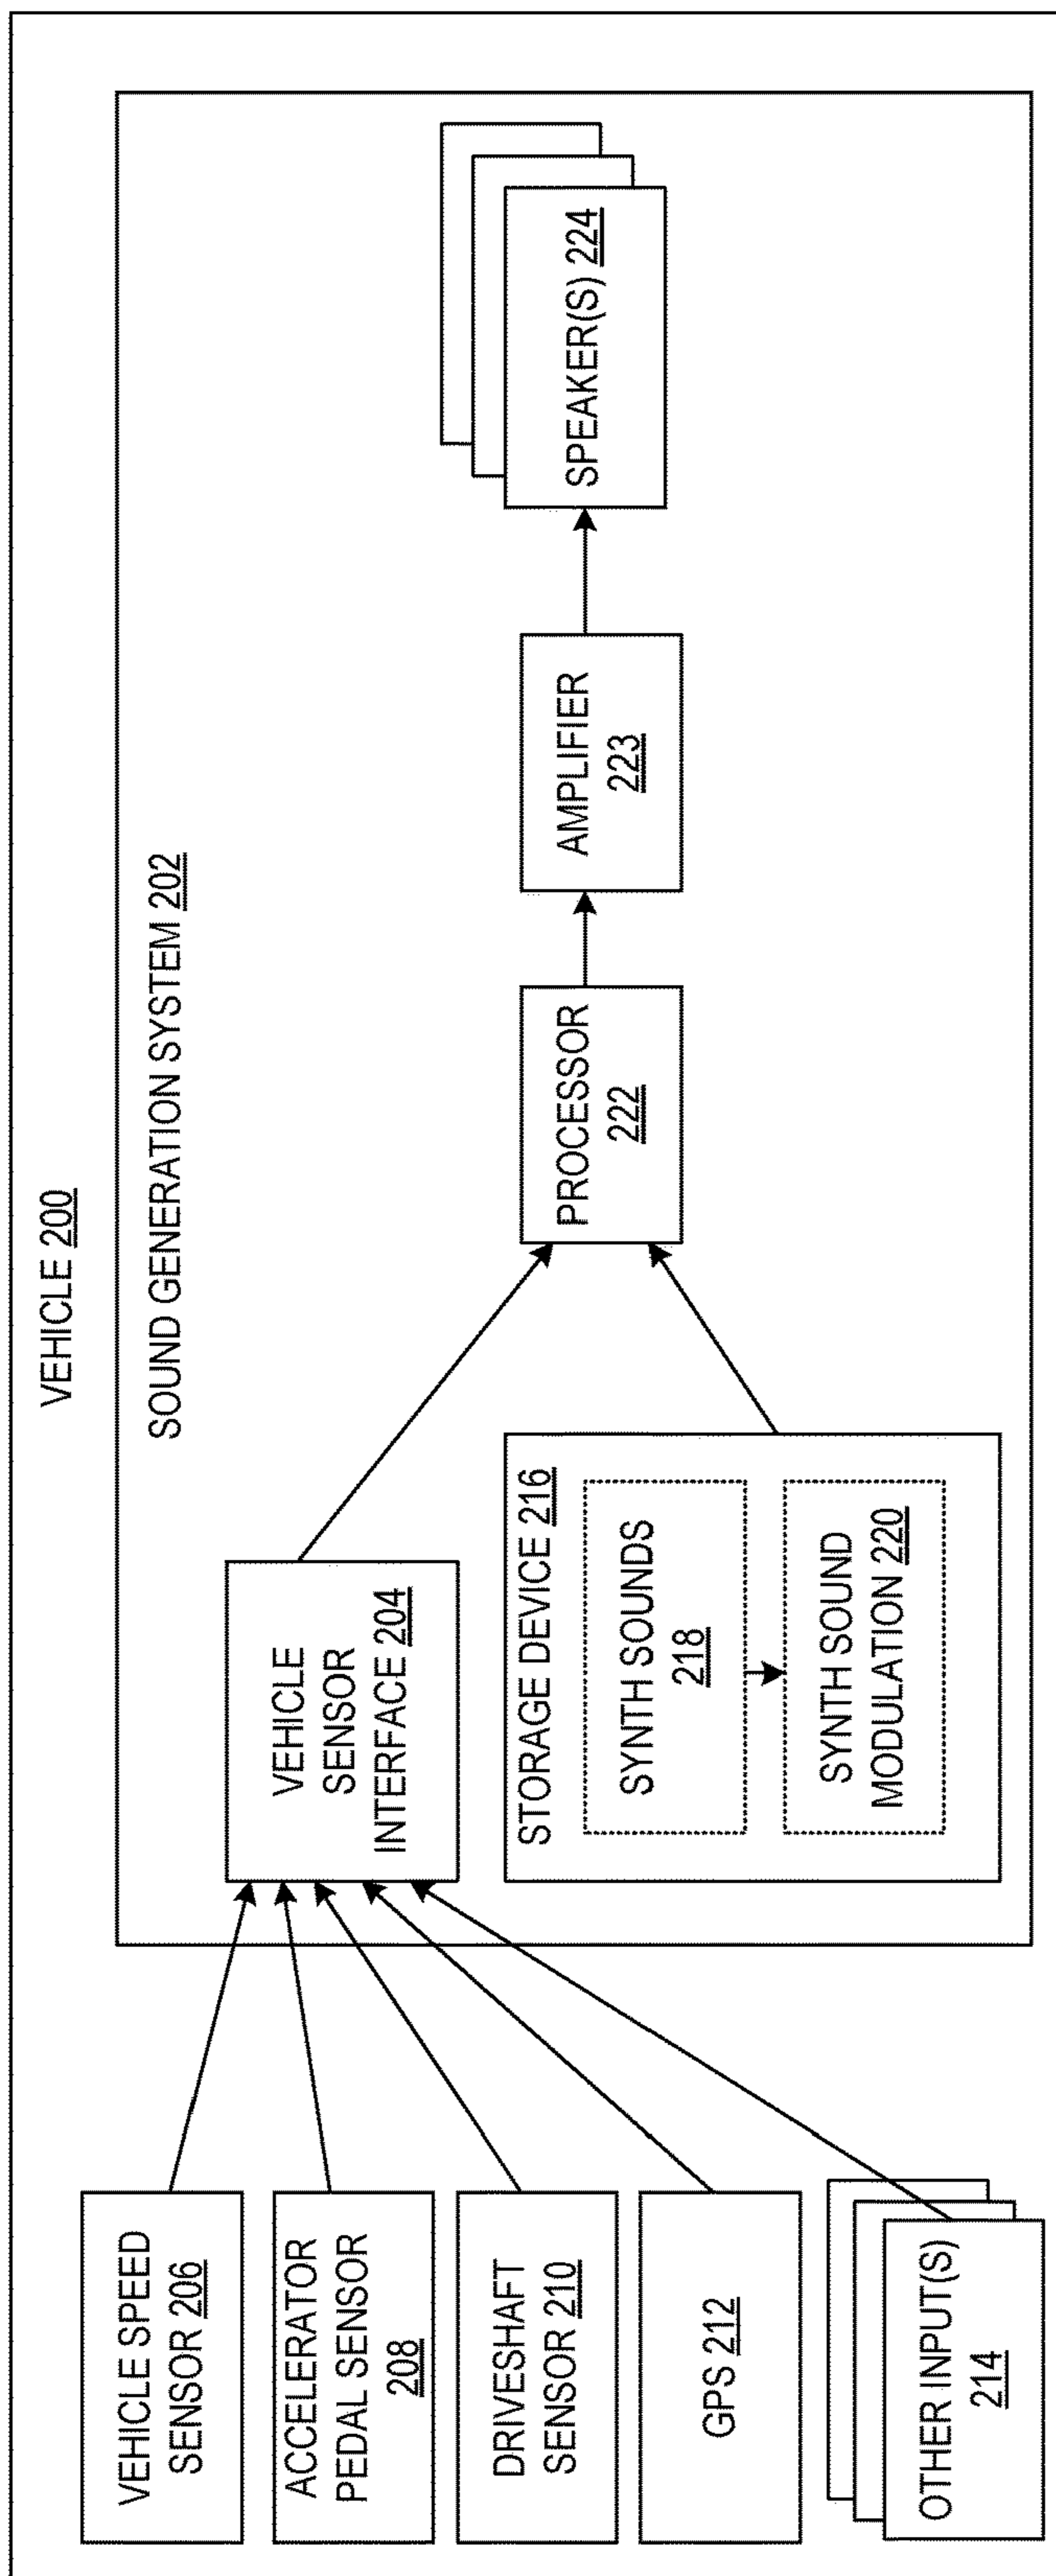 VEHICLE 200
SOUND GENERATION SYSTEM 202
VEHICLE SPEED
SENSOR 206
ACCELERATOR
PEDAL SENSOR
208
DRIVESHAFT
SENSOR 210
GPS 212
OTHER INPUT(S)
214
VEHICLE
SENSOR
INTERFACE 204
STORAGE DEVICE 216
SYNTH SOUNDS
218
SYNTH SOUND
MODULATION 220
PROCESSOR
222
AMPLIFIER
223
SPEAKER(S) 224